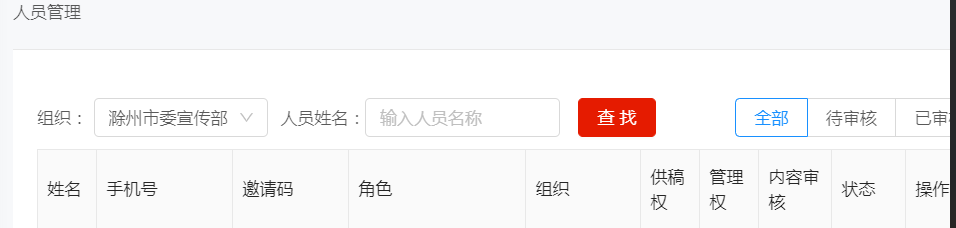 人员管理
组织： 滁州市委宣传部 人员姓名： 输入人员名称 查 找 全部 待审核 已审
姓名 手机号 邀请码 角色 组织 供稿权 管理权 内容审核 状态 操作